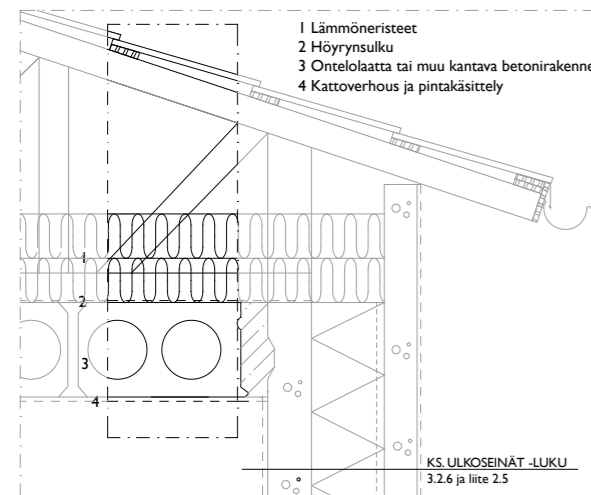 1 Lämmöneristeet
2 Höyrynsulku
3 Ontelolaatta tai muu kantava betonirakenne
4 Kattoverhous ja pintakäsittely
1
2
3
4
KS. ULKOSEINÄT -LUKU
3.2.6 ja liite 2.5